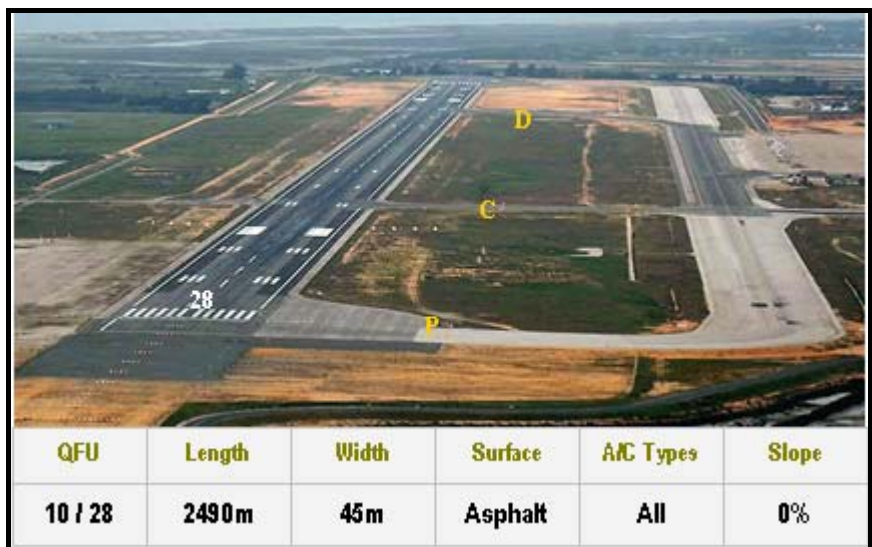 D
C
28
P
QFU Length Width Surface A/C Types Slope
10 / 28 2490m 45m Asphalt All 0%